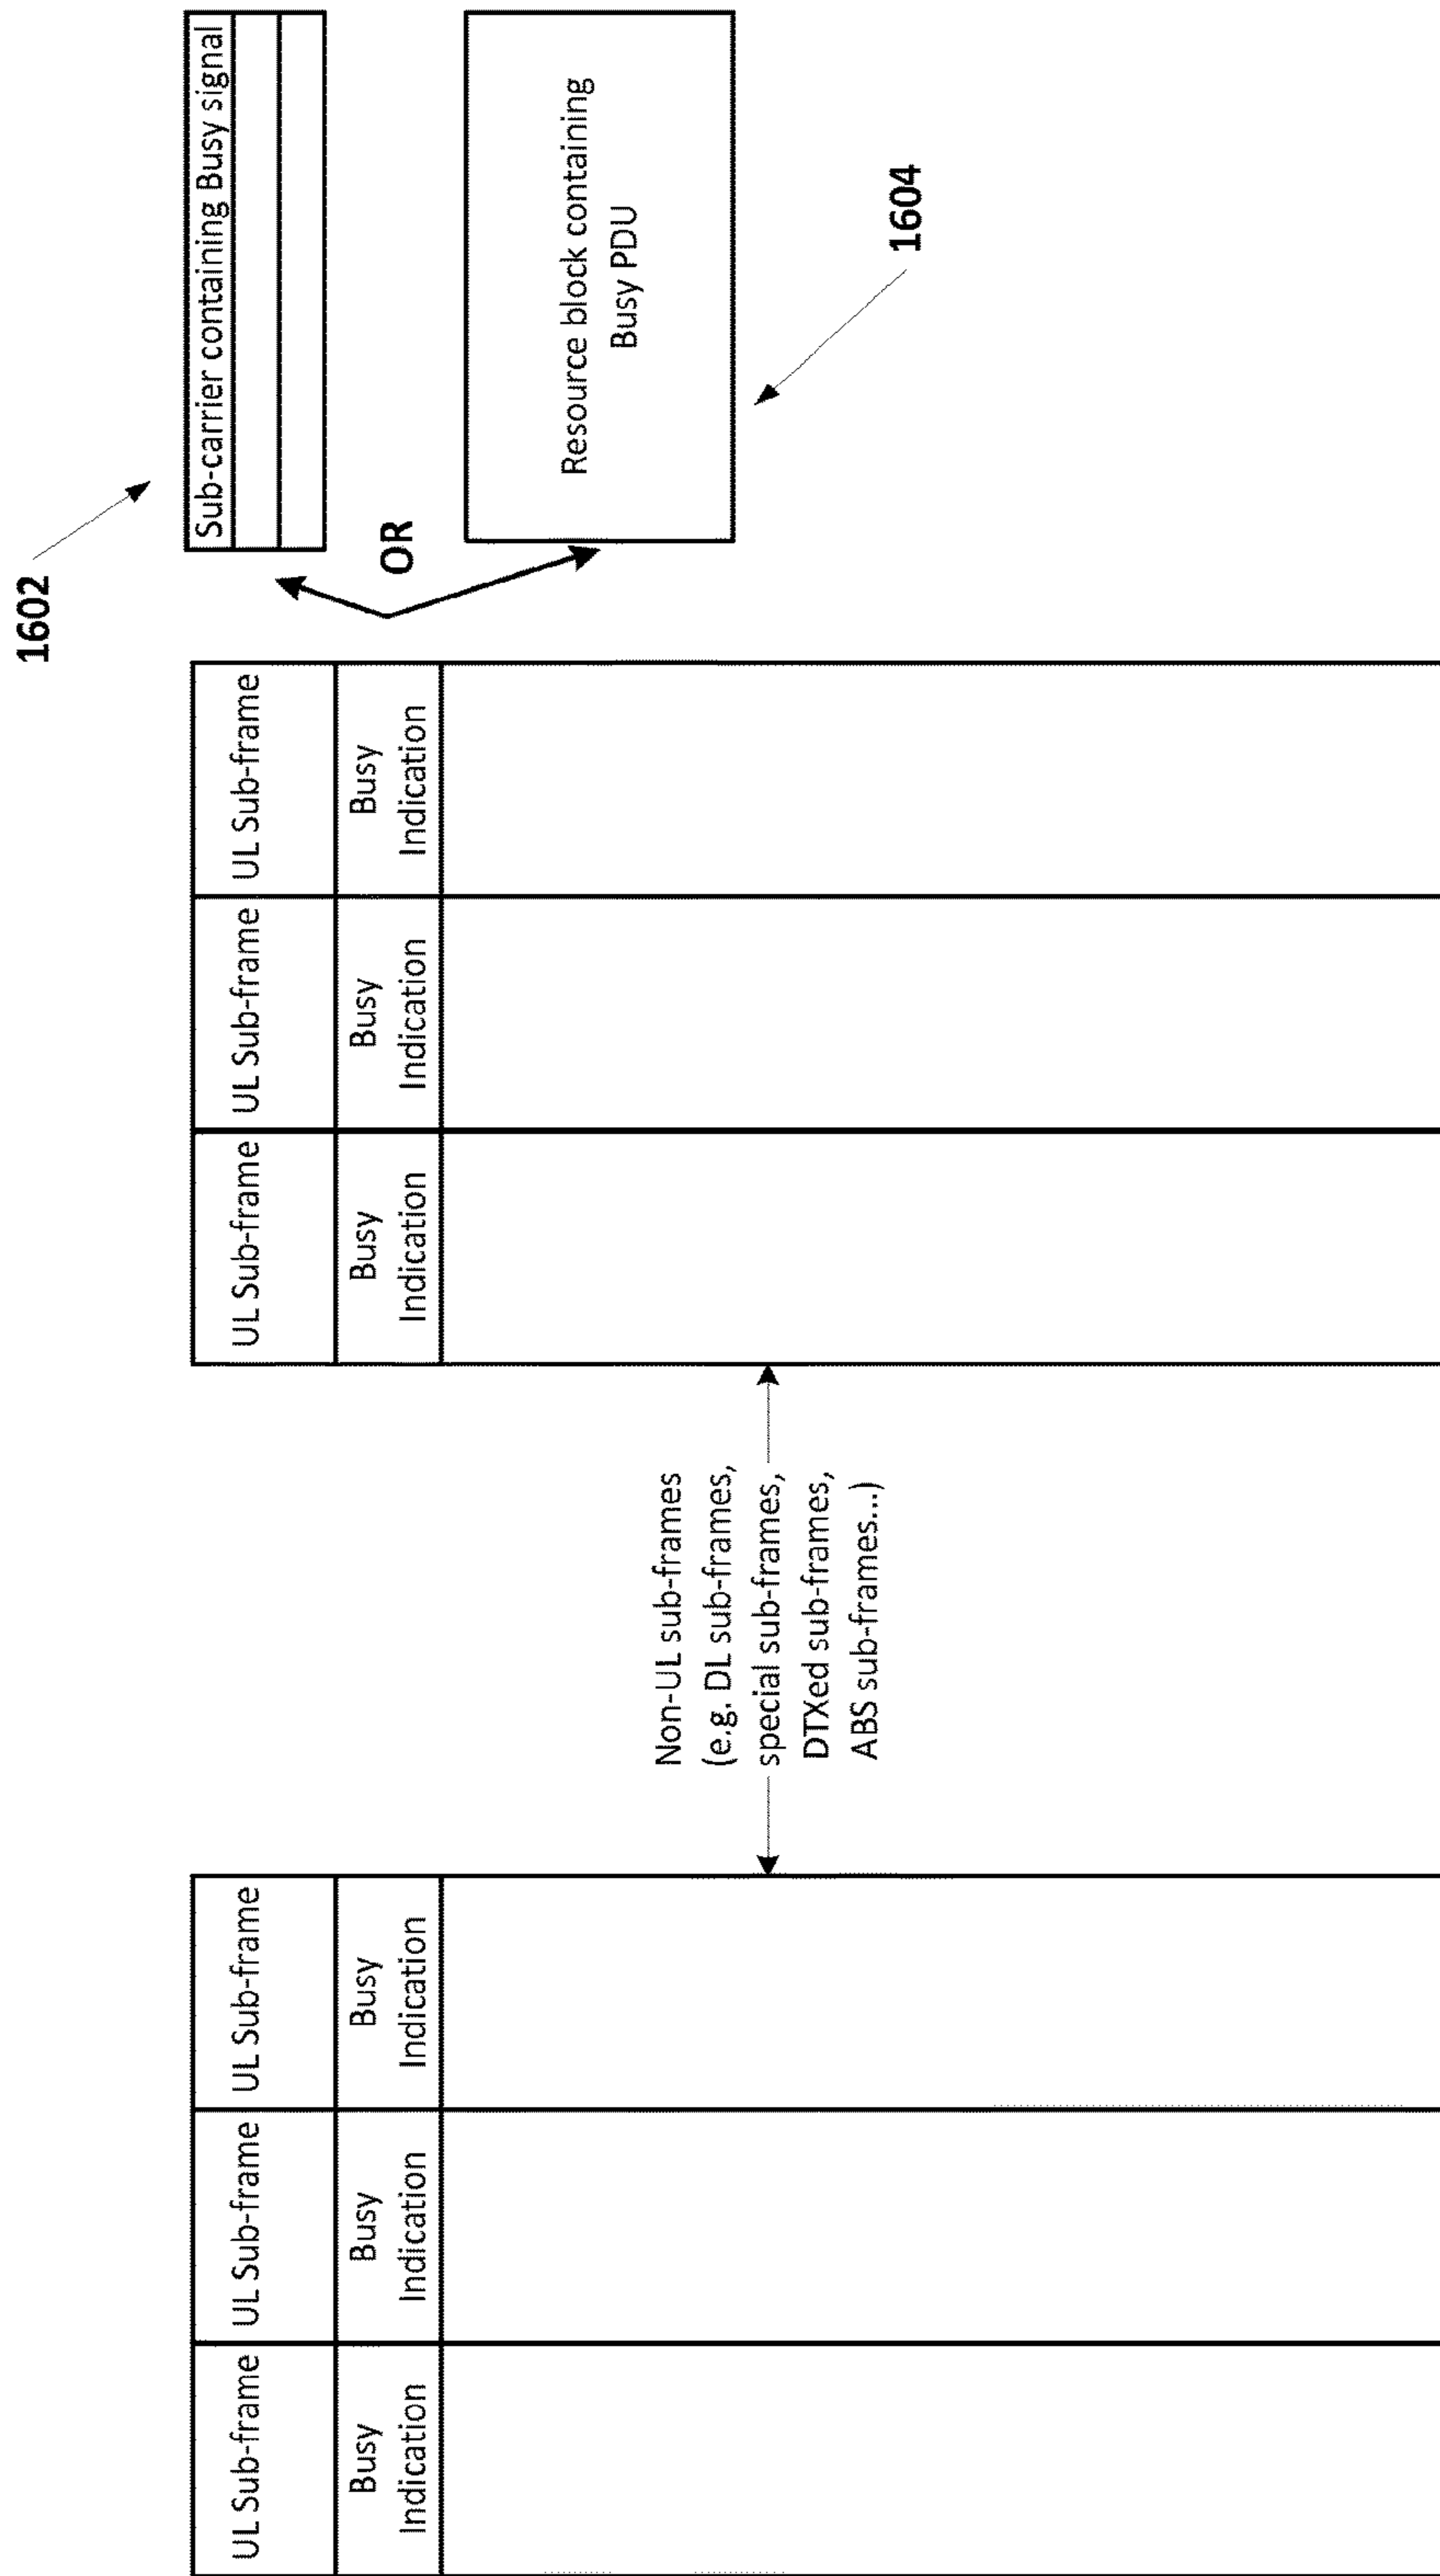 UL Sub-frame
UL Sub-frame
UL Sub-frame
Busy
Indication
Busy
Indication
Busy
Indication
Non-UL sub-frames
(e.g. DL sub-frames,
special sub-frames,
DTXed sub-frames,
ABS sub-frames...)
UL Sub-frame
UL Sub-frame
UL Sub-frame
Busy
Indication
Busy
Indication
Busy
Indication
1602
Sub-carrier containing Busy signal
OR
Resource block containing
Busy PDU
1604